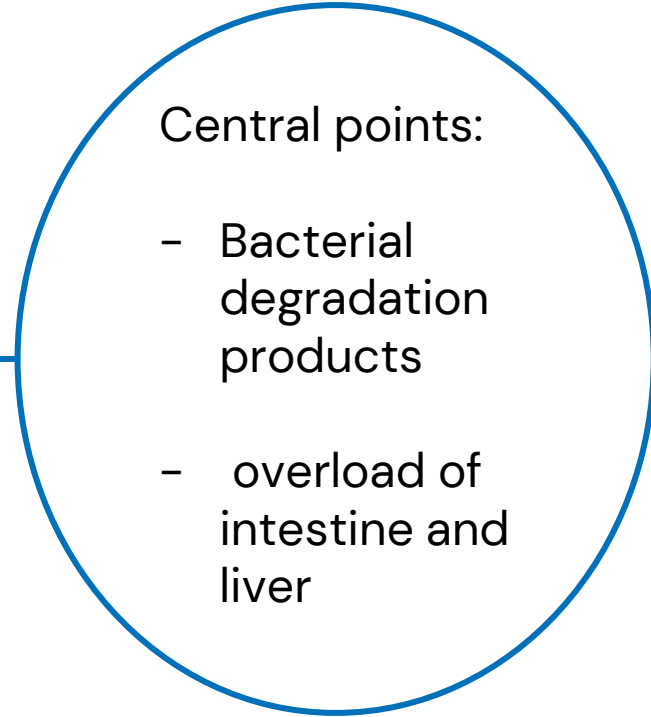 Central points:
- Bacterial
degradation
products
- overload of
intestine and
liver